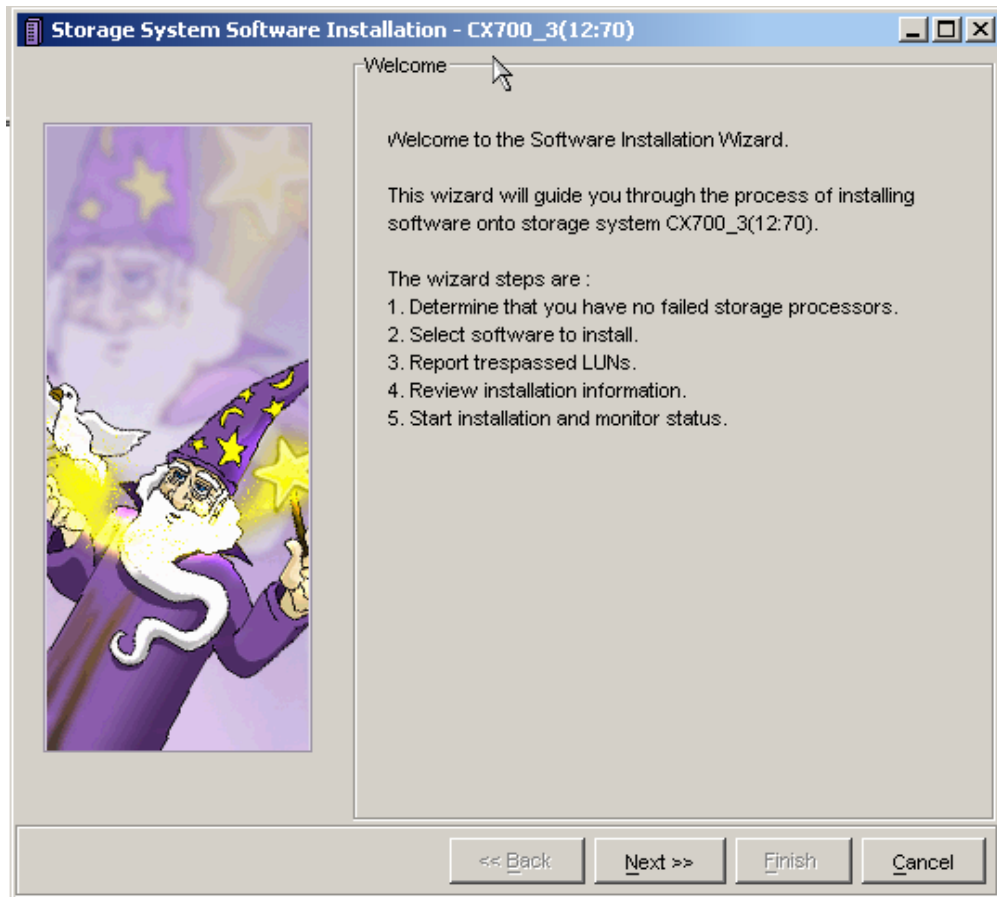 Storage System Software Installation - CX700_3(12:70)
Welcome
Welcome to the Software Installation Wizard.
This wizard will guide you through the process of installing
software onto storage system CX700_3(12:70).
The wizard steps are :
1. Determine that you have no failed storage processors.
2. Select software to install.
3. Report trespassed LUNs.
4. Review installation information.
5. Start installation and monitor status.
<< Back
Next >>
Finish
Cancel